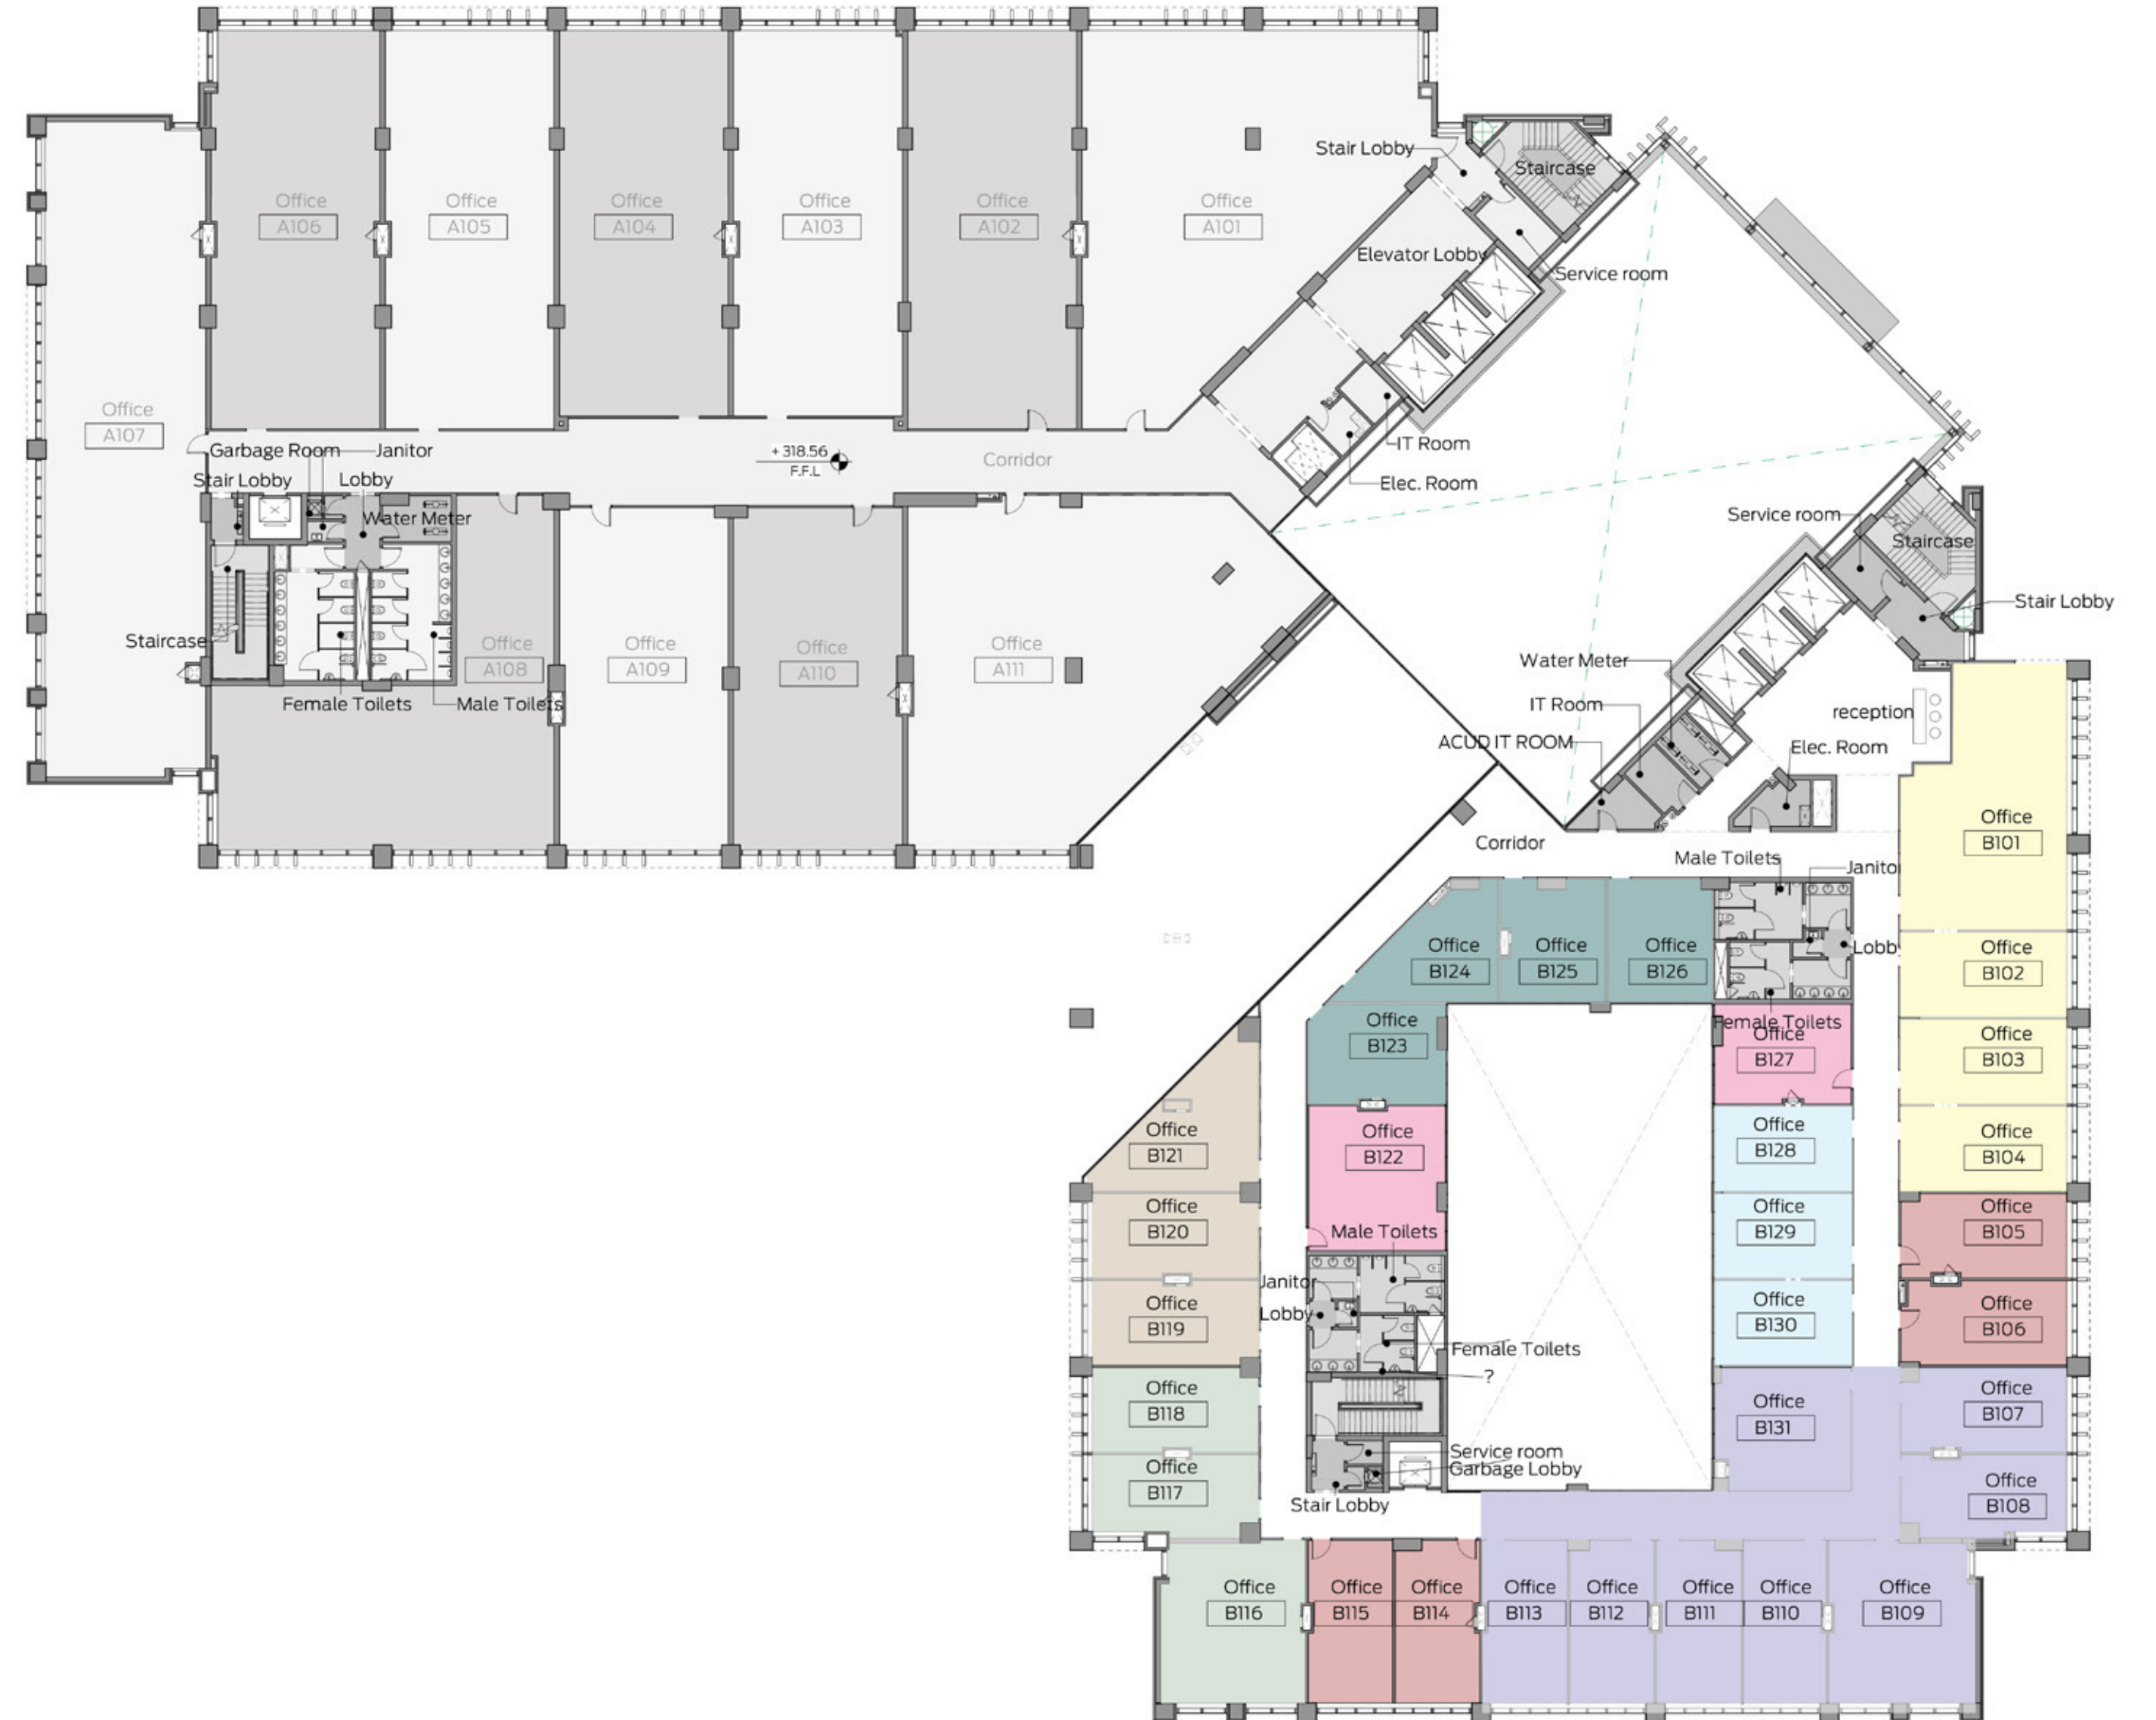 Office
A106
Office
A105
Office
A104
Office
A103
Office
A102
Office
A101
Stair Lobby
Staircase
Elevator Lobby
Service room
Office
A107
Garbage Room
Janitor
Stair Lobby
Lobby
Water Meter
+ 318.56
F.F.L
Corridor
IT Room
Elec. Room
Staircase
Female Toilets
Male Toilets
Office
A108
Office
A109
Office
A110
Office
A111
Service room
Staircase
Stair Lobby
Water Meter
IT Room
ACUD IT ROOM
reception
Elec. Room
Corridor
Male Toilets
Janito
Lobb
Female Toilets
Office
B101
Office
B102
Office
B103
Office
B104
Office
B105
Office
B106
Office
B107
Office
B108
Office
B124
Office
B125
Office
B126
Office
B123
Office
B127
Office
B122
Office
B128
Office
B129
Office
B130
Office
B131
Office
B121
Office
B120
Office
B119
Office
B118
Office
B117
Male Toilets
Janitor
Lobby
Female Toilets
?
Service room
Garbage Lobby
Stair Lobby
Office
B116
Office
B115
Office
B114
Office
B113
Office
B112
Office
B111
Office
B110
Office
B109